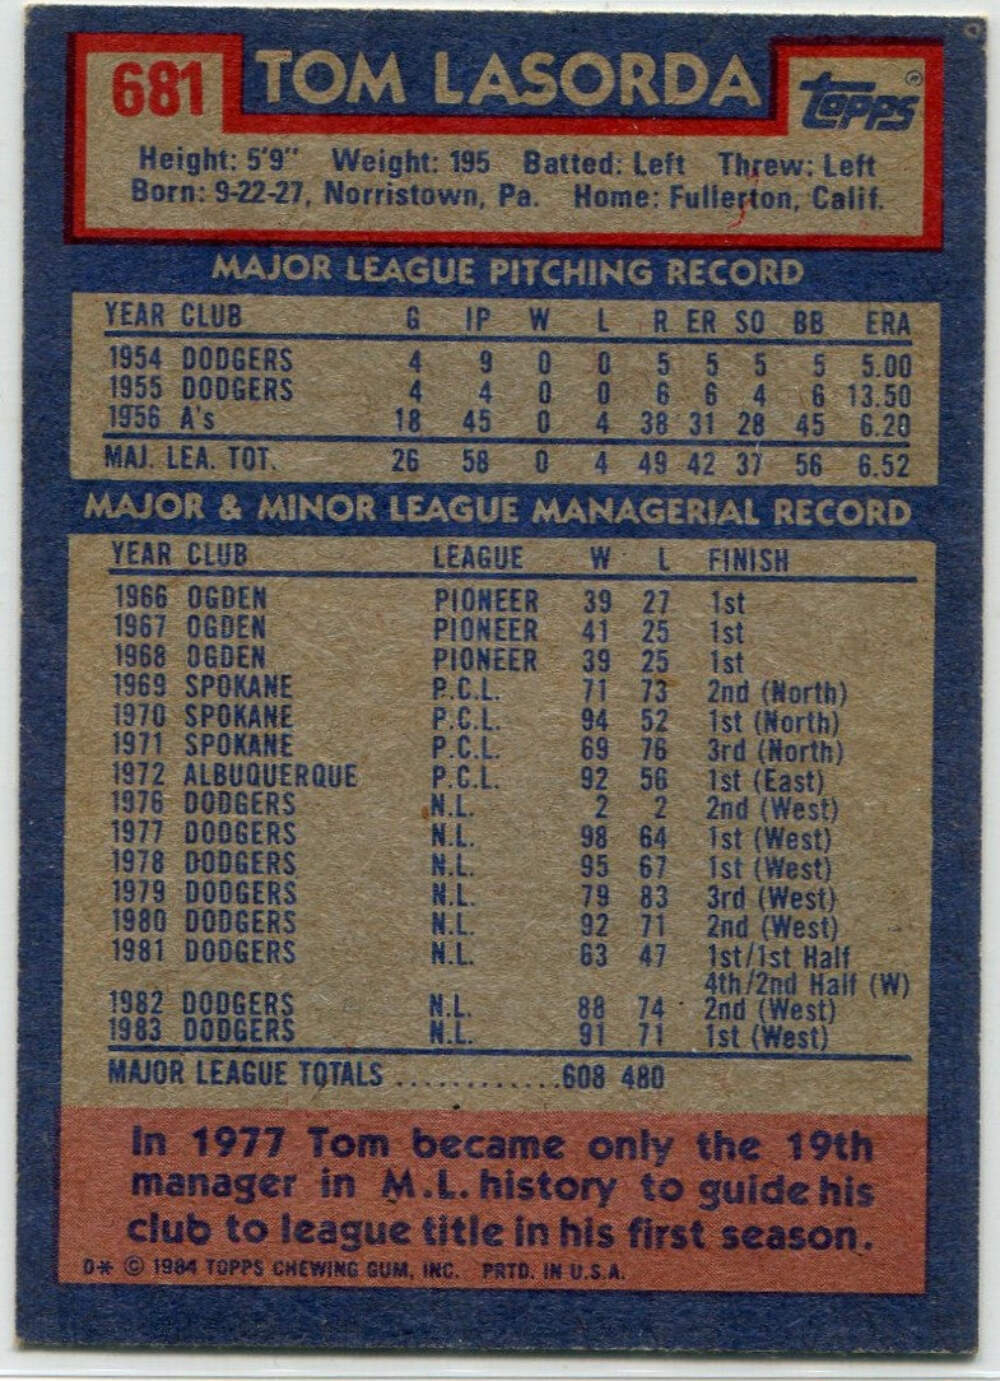 681 TOM LASORDA TOPPS
Height: 5'9" Weight: 195 Batted: Left Threw: Left
Born: 9-22-27, Norristown, Pa. Home: Fullerton, Calif.
MAJOR LEAGUE PITCHING RECORD
YEAR CLUB G IP W L R ER SO BB ERA
1954 DODGERS 4 9 0 0 5 5 5 5 5.00
1955 DODGERS 4 4 0 0 6 6 4 6 13.50
1956 A's 18 45 0 4 38 31 28 45 6.20
MAJ. LEA. TOT. 26 58 0 4 49 42 37 56 6.52
MAJOR & MINOR LEAGUE MANAGERIAL RECORD
YEAR CLUB LEAGUE W L FINISH
1966 OGDEN PIONEER 39 27 1st
1967 OGDEN PIONEER 41 25 1st
1968 OGDEN PIONEER 39 25 1st
1969 SPOKANE P.C.L. 71 73 2nd (North)
1970 SPOKANE P.C.L. 94 52 1st (North)
1971 SPOKANE P.C.L. 69 76 3rd (North)
1972 ALBUQUERQUE P.C.L. 92 56 1st (East)
1976 DODGERS N.L. 2 2 2nd (West)
1977 DODGERS N.L. 98 64 1st (West)
1978 DODGERS N.L. 95 67 1st (West)
1979 DODGERS N.L. 79 83 3rd (West)
1980 DODGERS N.L. 92 71 2nd (West)
1981 DODGERS N.L. 63 47 1st/1st Half
4th/2nd Half (W)
1982 DODGERS N.L. 88 74 2nd (West)
1983 DODGERS N.L. 91 71 1st (West)
MAJOR LEAGUE TOTALS ............608 480
In 1977 Tom became only the 19th
manager in M.L. history to guide his
club to league title in his first season.
D* © 1984 TOPPS CHEWING GUM, INC. PRTD. IN U.S.A.